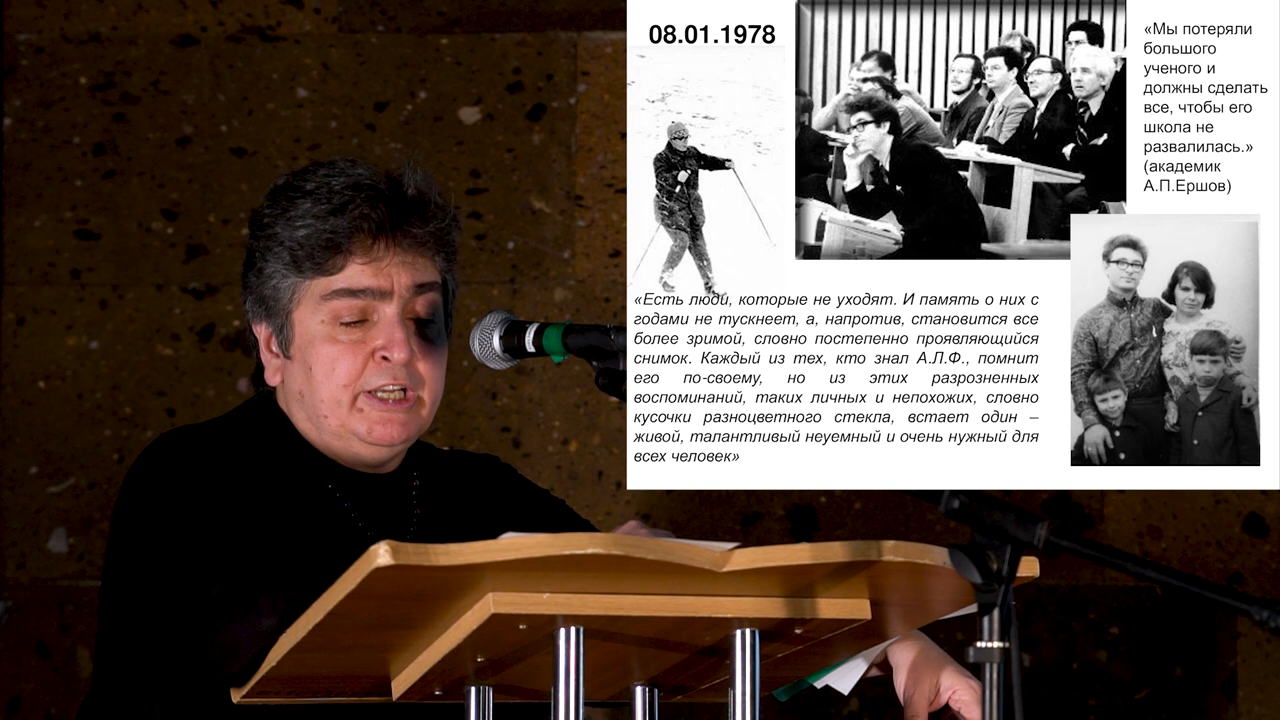 08.01.1978
«Мы потеряли
большого
ученого и
должны сделать
все, чтобы его
школа не
развалилась.»
(академик
А.П.Ершов)
«Есть люди, которые не уходят. И память о них с
годами не тускнеет, а, напротив, становится все
более зримой, словно постепенно проявляющийся
снимок. Каждый из тех, кто знал А.Л.Ф., помнит
его по-своему, но из этих разрозненных
воспоминаний, таких личных и непохожих, словно
кусочки разноцветного стекла, встает один –
живой, талантливый неуемный и очень нужный для
всех человек»